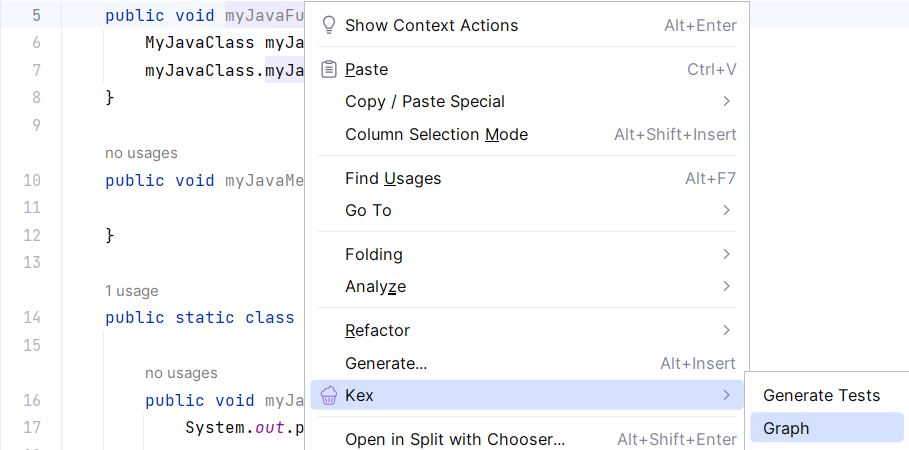 5 public void myJavaFu
6 MyJavaClass myJa
7 myJavaClass.myJa
8 }
9
no usages
10 public void myJavaMe
11
12 }
13
1 usage
14 public static class
15
no usages
16 public void myJa
17 System.out.p
Show Context Actions Alt+Enter
Paste Ctrl+V
Copy / Paste Special
Column Selection Mode Alt+Shift+Insert
Find Usages Alt+F7
Go To
Folding
Analyze
Refactor
Generate... Alt+Insert
Kex
Open in Split with Chooser... Alt+Shift+Enter
Generate Tests
Graph